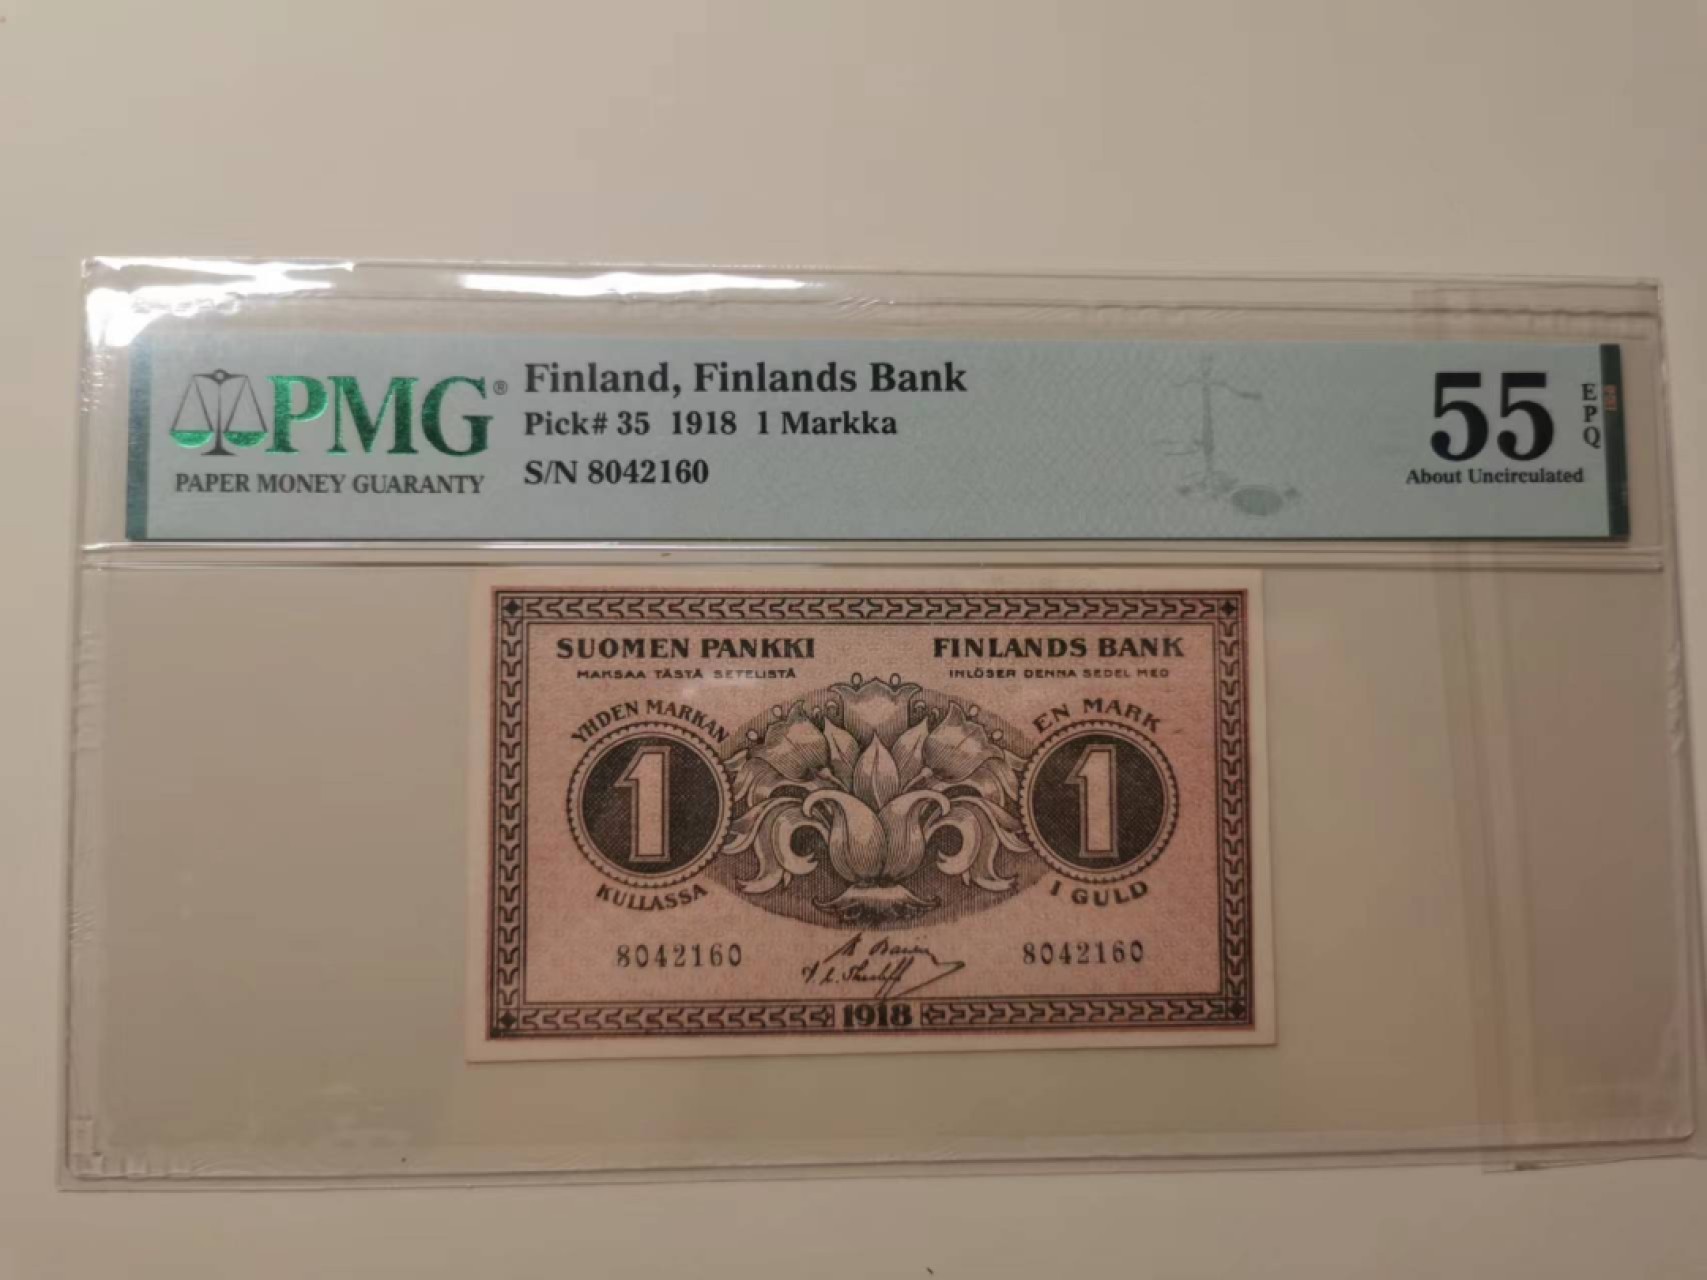 PMG®
PAPER MONEY GUARANTY
Finland, Finlands Bank
Pick# 35 1918 1 Markka
S/N 8042160
55 EPQ
About Uncirculated
SUOMEN PANKKI
MAKSAA TÄSTÄ SETELISTÄ
YHDEN MARKAN
1
KULLASSA
8042160
FINLANDS BANK
INLÖSER DENNA SEDEL MED
EN MARK
1
I GULD
8042160
1918